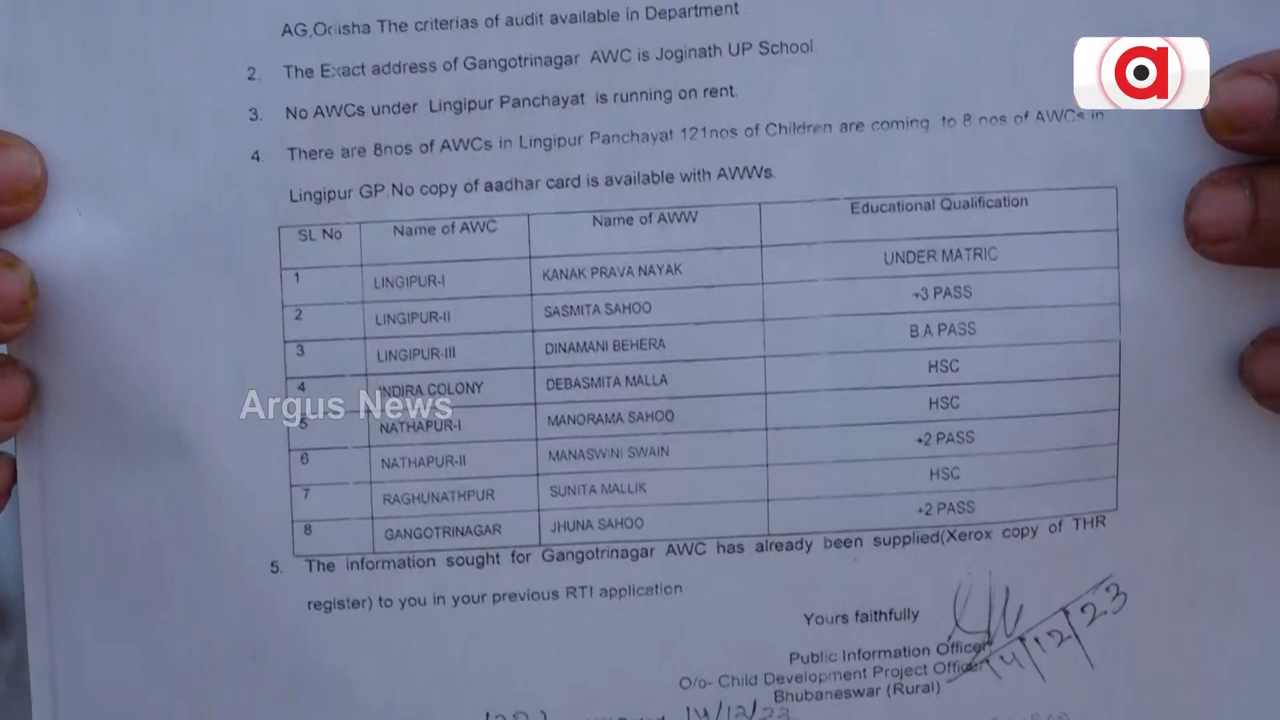 AG,Orisha The criterias of audit available in Department
2. The Exact address of Gangotrinagar AWC is Joginath UP School
3. No AWCs under Lingipur Panchayat is running on rent.
4. There are 8nos of AWCs in Lingipur Panchayat 121nos of Children are coming to 8 nos of AWCs in
Lingipur GP.No copy of aadhar card is available with AWWs.
SL No Name of AWC Name of AWW Educational Qualification
1 LINGIPUR-I KANAK PRAVA NAYAK UNDER MATRIC
2 LINGIPUR-II SASMITA SAHOO +3 PASS
3 LINGIPUR-III DINAMANI BEHERA B.A PASS
4 INDIRA COLONY DEBASMITA MALLA HSC
Argus News
5 NATHAPUR-I MANORAMA SAHOO HSC
6 NATHAPUR-II MANASWINI SWAIN +2 PASS
7 RAGHUNATHPUR SUNITA MALLIK HSC
8 GANGOTRINAGAR JHUNA SAHOO +2 PASS
5. The information sought for Gangotrinagar AWC has already been supplied(Xerox copy of THR
register) to you in your previous RTI application
Yours faithfully
14/12/23
Public Information Officer
O/o- Child Development Project Officer
Bhubaneswar (Rural)
14/12/23